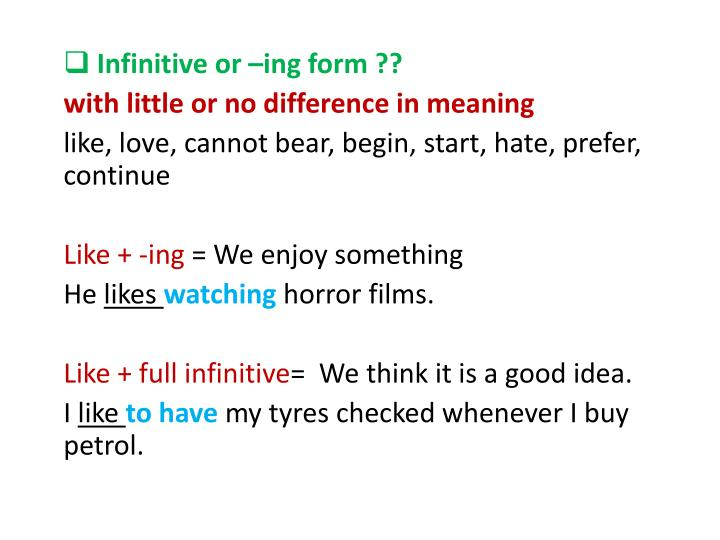 ❑ Infinitive or –ing form ??
with little or no difference in meaning
like, love, cannot bear, begin, start, hate, prefer,
continue
Like + -ing = We enjoy something
He likes watching horror films.
Like + full infinitive=  We think it is a good idea.
I like to have my tyres checked whenever I buy
petrol.